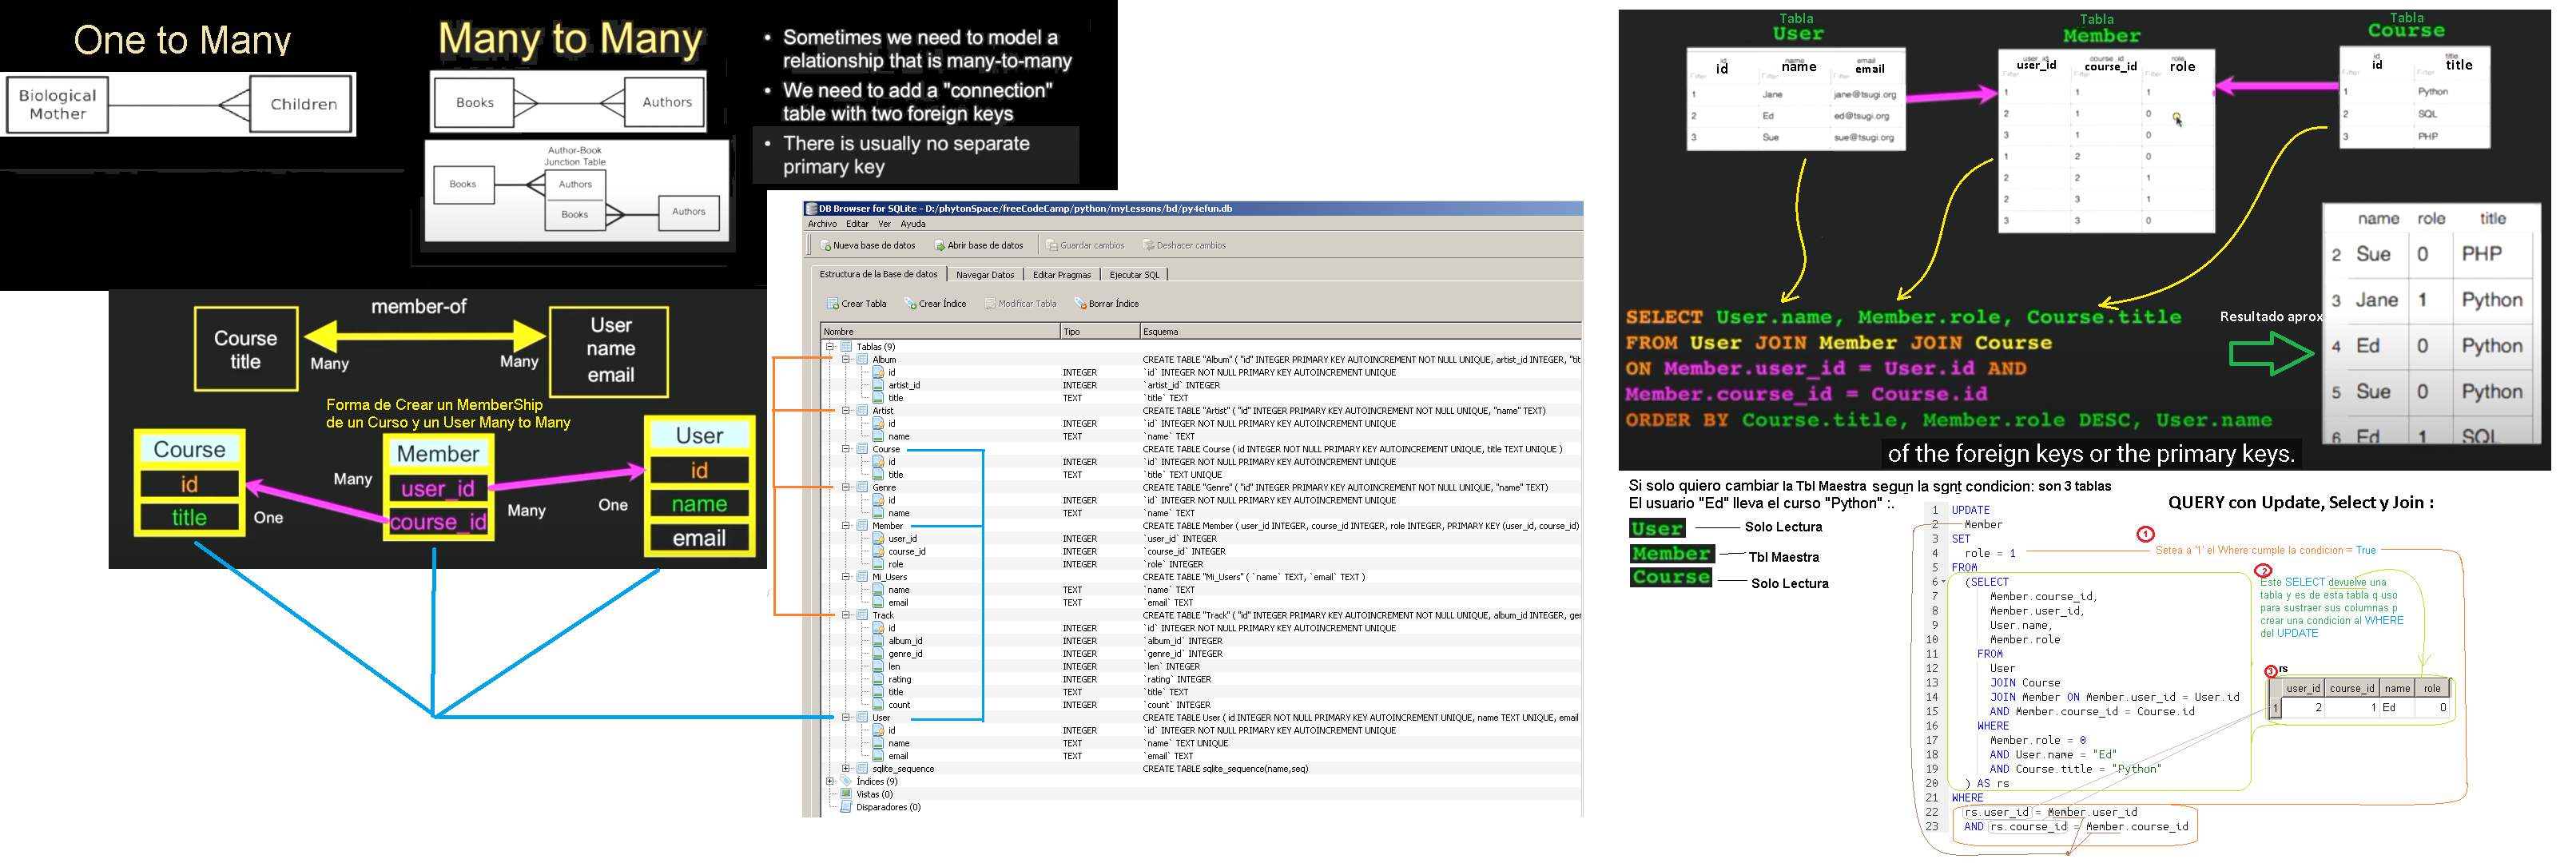 One to Many
Biological
Mother
Children
Many to Many
Books
Authors
Author-Book
Junction Table
Books
Authors
Books
Authors
• Sometimes we need to model a
relationship that is many-to-many
• We need to add a "connection"
table with two foreign keys
• There is usually no separate
primary key
member-of
Course
title
Many
Many
User
name
email
Forma de Crear un MemberShip
de un Curso y un User Many to Many
Course
id
title
One
Many
Member
user_id
course_id
Many
One
User
id
name
email
DB Browser for SQLite - D:/phytonSpace/freeCodeCamp/python/myLessons/bd/py4efun.db
Archivo Editar Ver Ayuda
Nueva base de datos Abrir base de datos Guardar cambios Deshacer cambios
Estructura de la Base de datos Navegar Datos Editar Pragmas Ejecutar SQL
Crear Tabla Crear Índice Modificar Tabla Borrar Índice
Nombre Tipo Esquema
Tablas (9)
Album CREATE TABLE "Album" ( "id" INTEGER PRIMARY KEY AUTOINCREMENT NOT NULL UNIQUE, artist_id INTEGER, "tit
id INTEGER `id` INTEGER NOT NULL PRIMARY KEY AUTOINCREMENT UNIQUE
artist_id INTEGER `artist_id` INTEGER
title TEXT `title` TEXT
Artist CREATE TABLE "Artist" ( "id" INTEGER PRIMARY KEY AUTOINCREMENT NOT NULL UNIQUE, "name" TEXT)
id INTEGER `id` INTEGER NOT NULL PRIMARY KEY AUTOINCREMENT UNIQUE
name TEXT `name` TEXT
Course CREATE TABLE Course ( id INTEGER NOT NULL PRIMARY KEY AUTOINCREMENT UNIQUE, title TEXT UNIQUE )
id INTEGER `id` INTEGER NOT NULL PRIMARY KEY AUTOINCREMENT UNIQUE
title TEXT `title` TEXT UNIQUE
Genre CREATE TABLE "Genre" ( "id" INTEGER PRIMARY KEY AUTOINCREMENT NOT NULL UNIQUE, "name" TEXT)
id INTEGER `id` INTEGER NOT NULL PRIMARY KEY AUTOINCREMENT UNIQUE
name TEXT `name` TEXT
Member CREATE TABLE Member ( user_id INTEGER, course_id INTEGER, role INTEGER, PRIMARY KEY (user_id, course_id)
user_id INTEGER `user_id` INTEGER
course_id INTEGER `course_id` INTEGER
role INTEGER `role` INTEGER
Mi_Users CREATE TABLE "Mi_Users" ( `name` TEXT, `email` TEXT )
name TEXT `name` TEXT
email TEXT `email` TEXT
Track CREATE TABLE "Track" ( "id" INTEGER PRIMARY KEY AUTOINCREMENT NOT NULL UNIQUE, album_id INTEGER, ger
id INTEGER `id` INTEGER NOT NULL PRIMARY KEY AUTOINCREMENT UNIQUE
album_id INTEGER `album_id` INTEGER
genre_id INTEGER `genre_id` INTEGER
len INTEGER `len` INTEGER
rating INTEGER `rating` INTEGER
title TEXT `title` TEXT
count INTEGER `count` INTEGER
User CREATE TABLE User ( id INTEGER NOT NULL PRIMARY KEY AUTOINCREMENT UNIQUE, name TEXT UNIQUE, email
id INTEGER `id` INTEGER NOT NULL PRIMARY KEY AUTOINCREMENT UNIQUE
name TEXT `name` TEXT UNIQUE
email TEXT `email` TEXT
sqlite_sequence CREATE TABLE sqlite_sequence(name,seq)
Índices (9)
Vistas (0)
Disparadores (0)
Tabla
User
id name email
1 Jane jane@tsugi.org
2 Ed ed@tsugi.org
3 Sue sue@tsugi.org
Tabla
Member
user_id course_id role
1 1 1
2 1 0
3 1 0
1 2 0
2 2 1
2 3 1
3 3 0
Tabla
Course
id title
Filter Filter
1 Python
2 SQL
3 PHP
SELECT User.name, Member.role, Course.title
FROM User JOIN Member JOIN Course
ON Member.user_id = User.id AND
Member.course_id = Course.id
ORDER BY Course.title, Member.role DESC, User.name
Resultado aprox
name role title
2 Sue 0 PHP
3 Jane 1 Python
4 Ed 0 Python
5 Sue 0 Python
6 Ed 1 SQL
of the foreign keys or the primary keys.
Si solo quiero cambiar la Tbl Maestra segun la sgnt condicion: son 3 tablas
El usuario "Ed" lleva el curso "Python" :.
User Solo Lectura
Member Tbl Maestra
Course Solo Lectura
QUERY con Update, Select y Join :
1 UPDATE
2 Member
3 SET
4 role = 1
5 FROM
6 (SELECT
7 Member.course_id,
8 Member.user_id,
9 User.name,
10 Member.role
11 FROM
12 User
13 JOIN Course
14 JOIN Member ON Member.user_id = User.id
15 AND Member.course_id = Course.id
16 WHERE
17 Member.role = 0
18 AND User.name = "Ed"
19 AND Course.title = "Python"
20 ) AS rs
21 WHERE
22 rs.user_id = Member.user_id
23 AND rs.course_id = Member.course_id
1
Setea a '1' el Where cumple la condicion = True
2
Este SELECT devuelve una
tabla y es de esta tabla q uso
para sustraer sus columnas p
crear una condicion al WHERE
del UPDATE
3 rs
user_id course_id name role
1 2 1 Ed 0